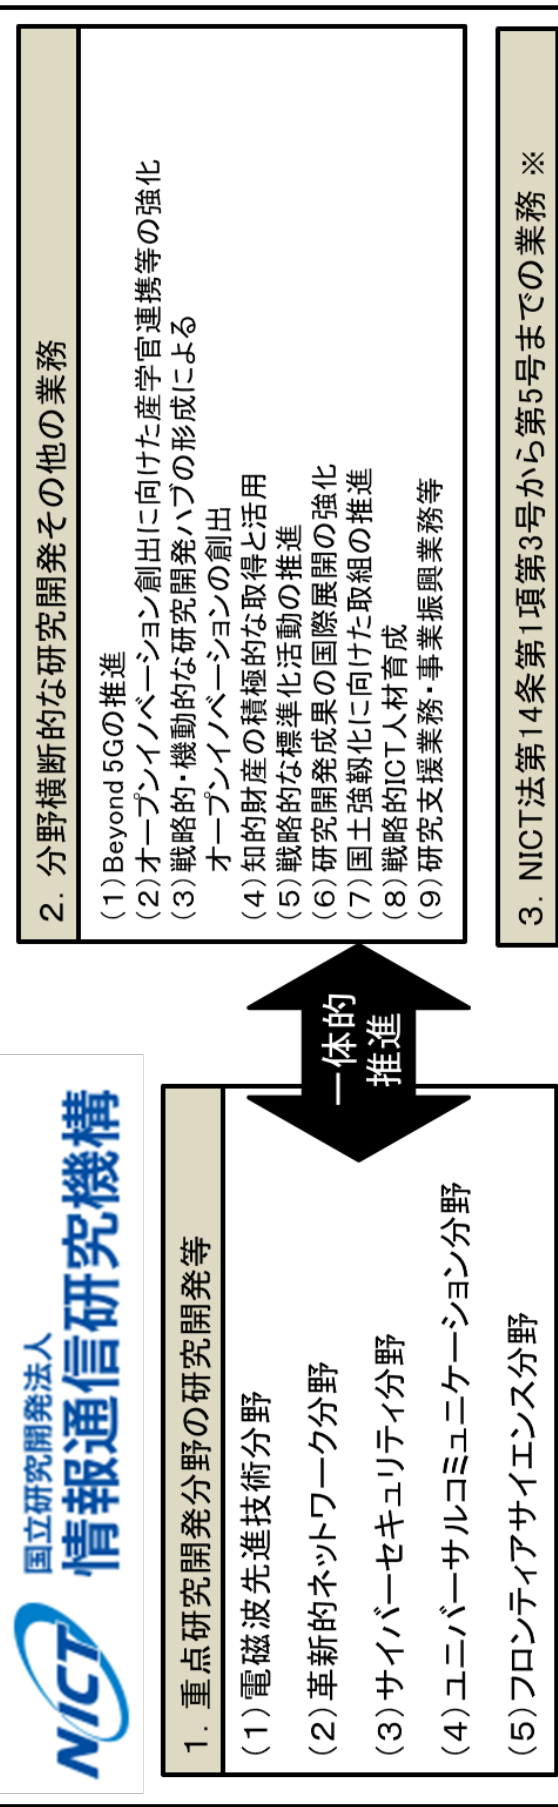 NICT
国立研究開発法人
情報通信研究機構
1. 重点研究開発分野の研究開発等
(1)電磁波先進技術分野
(2)革新的ネットワーク分野
(3)サイバーセキュリティ分野
(4)ユニバーサルコミュニケーション分野
(5)フロンティアサイエンス分野
一体的
推進
2. 分野横断的な研究開発その他の業務
(1)Beyond 5Gの推進
(2)オープンイノベーション創出に向けた産学官連携等の強化
(3)戦略的・機動的な研究開発ハブの形成による
オープンイノベーションの創出
(4)知的財産の積極的な取得と活用
(5)戦略的な標準化活動の推進
(6)研究開発成果の国際展開の強化
(7)国土強靱化に向けた取組の推進
(8)戦略的ICT人材育成
(9)研究支援業務・事業振興業務等
3. NICT法第14条第1項第3号から第5号までの業務 ※